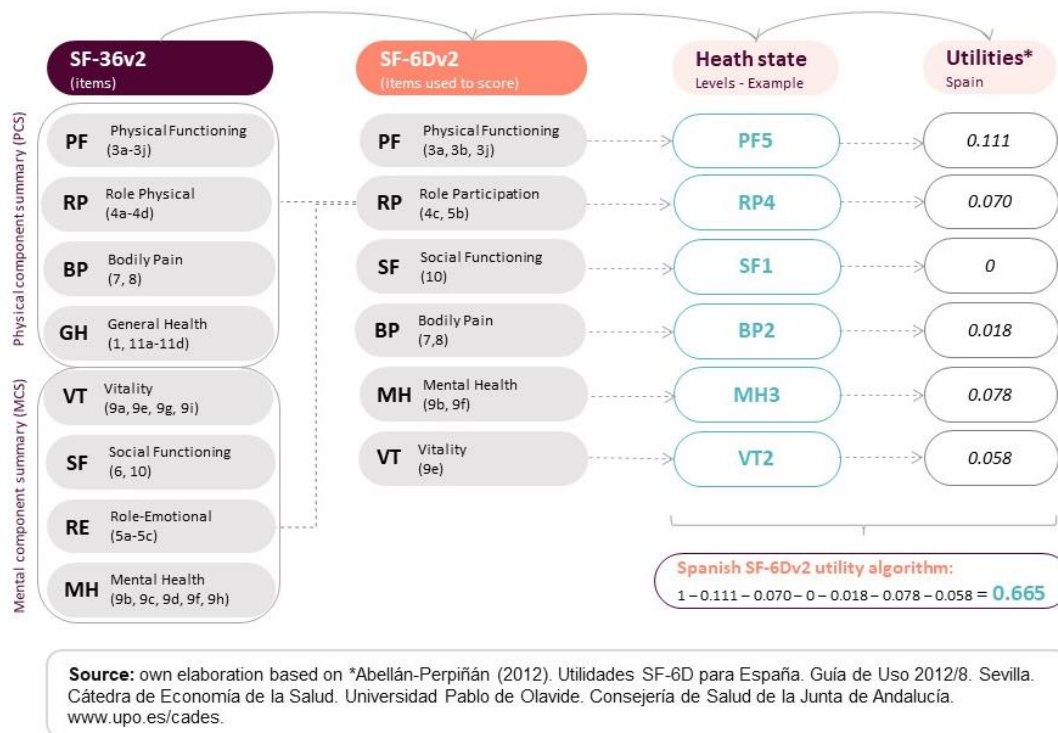 SF-36v2
(items)
SF-6Dv2
(items used to score)
Heath state
Levels - Example
Utilities*
Spain
Physical component summary (PCS)
PF Physical Functioning
(3a-3j)
RP Role Physical
(4a-4d)
BP Bodily Pain
(7, 8)
GH General Health
(1, 11a-11d)
Mental component summary (MCS)
VT Vitality
(9a, 9e, 9g, 9i)
SF Social Functioning
(6, 10)
RE Role-Emotional
(5a-5c)
MH Mental Health
(9b, 9c, 9d, 9f, 9h)
PF Physical Functioning
(3a, 3b, 3j)
RP Role Participation
(4c, 5b)
SF Social Functioning
(10)
BP Bodily Pain
(7,8)
MH Mental Health
(9b, 9f)
VT Vitality
(9e)
PF5
RP4
SF1
BP2
MH3
VT2
0.111
0.070
0
0.018
0.078
0.058
Spanish SF-6Dv2 utility algorithm:
1 – 0.111 – 0.070 – 0 – 0.018 – 0.078 – 0.058 = 0.665
Source: own elaboration based on *Abellán-Perpiñán (2012). Utilidades SF-6D para España. Guía de Uso 2012/8. Sevilla.
Cátedra de Economía de la Salud. Universidad Pablo de Olavide. Consejería de Salud de la Junta de Andalucía.
www.upo.es/cades.